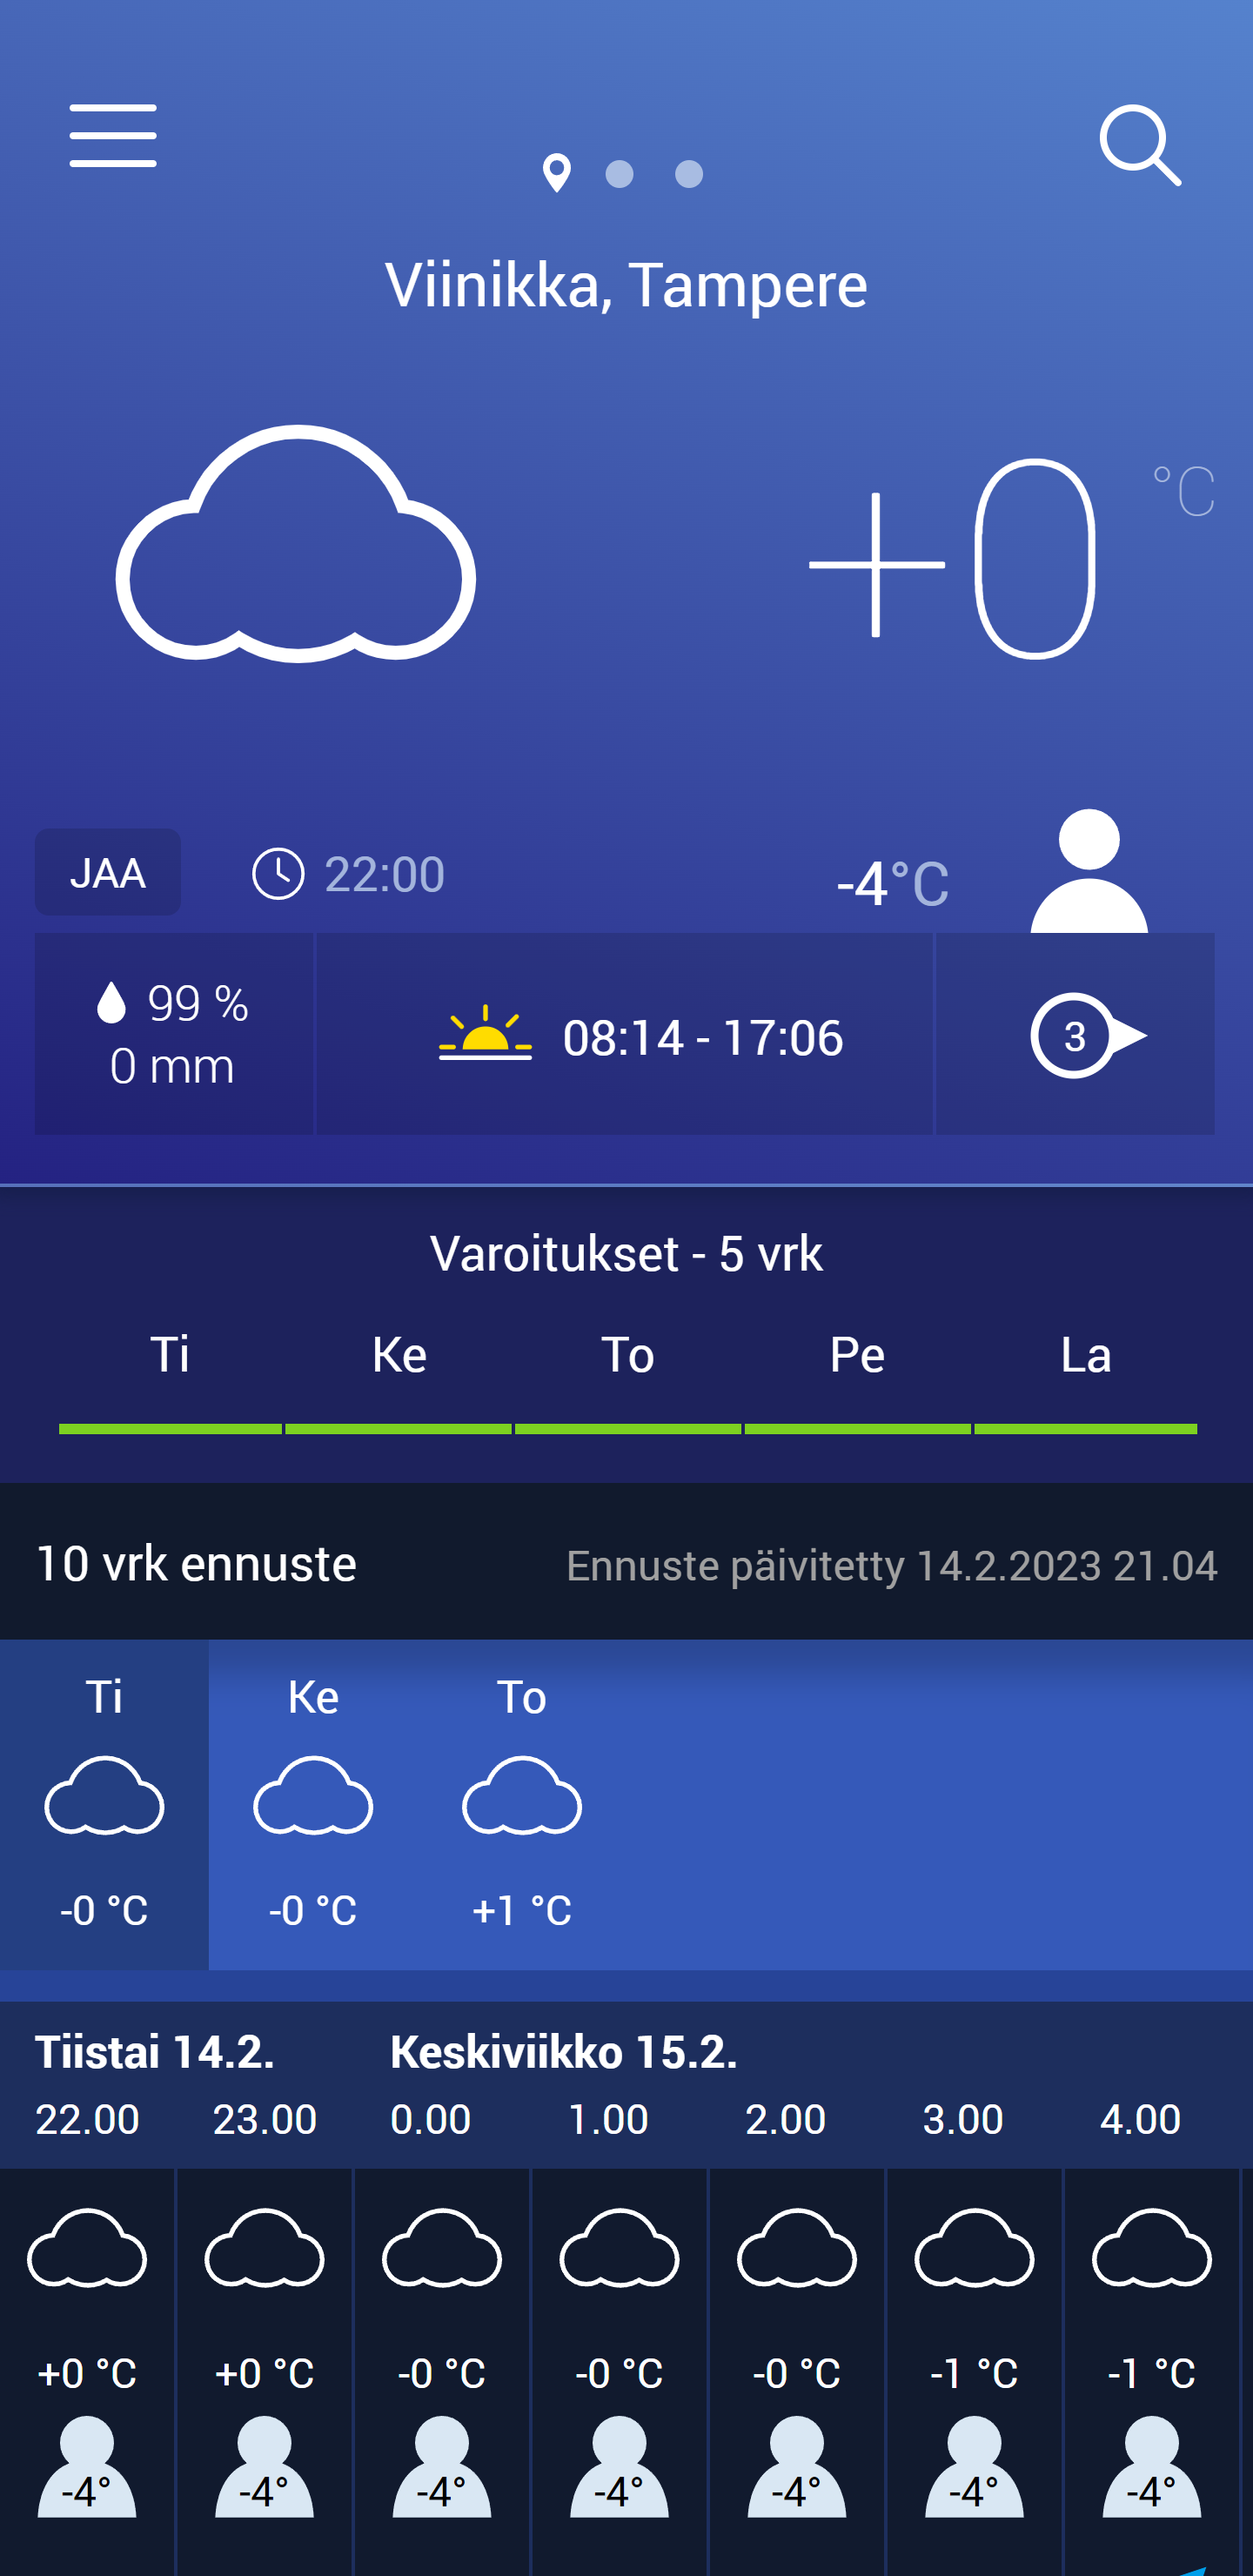 Viinikka, Tampere
+0 °C
JAA 22:00 -4°C
99 %
0 mm
08:14 - 17:06
3
Varoitukset - 5 vrk
Ti Ke To Pe La
10 vrk ennuste Ennuste päivitetty 14.2.2023 21.04
Ti Ke To
-0 °C -0 °C +1 °C
Tiistai 14.2. Keskiviikko 15.2.
22.00 23.00 0.00 1.00 2.00 3.00 4.00
+0 °C +0 °C -0 °C -0 °C -0 °C -1 °C -1 °C
-4° -4° -4° -4° -4° -4° -4°